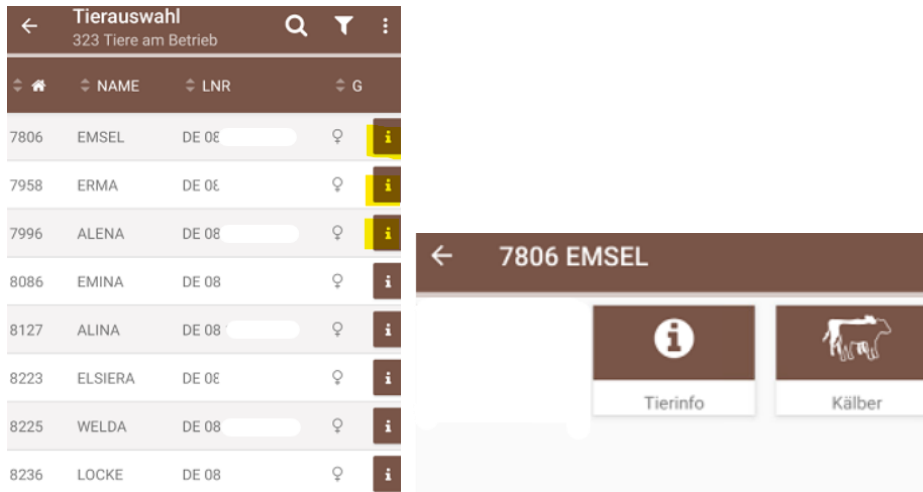 Tierauswahl
323 Tiere am Betrieb
NAME LNR G
7806 EMSEL DE 08
7958 ERMA DE 08
7996 ALENA DE 08
8086 EMINA DE 08
8127 ALINA DE 08
8223 ELSIERA DE 08
8225 WELDA DE 08
8236 LOCKE DE 08
7806 EMSEL
Tierinfo Kälber